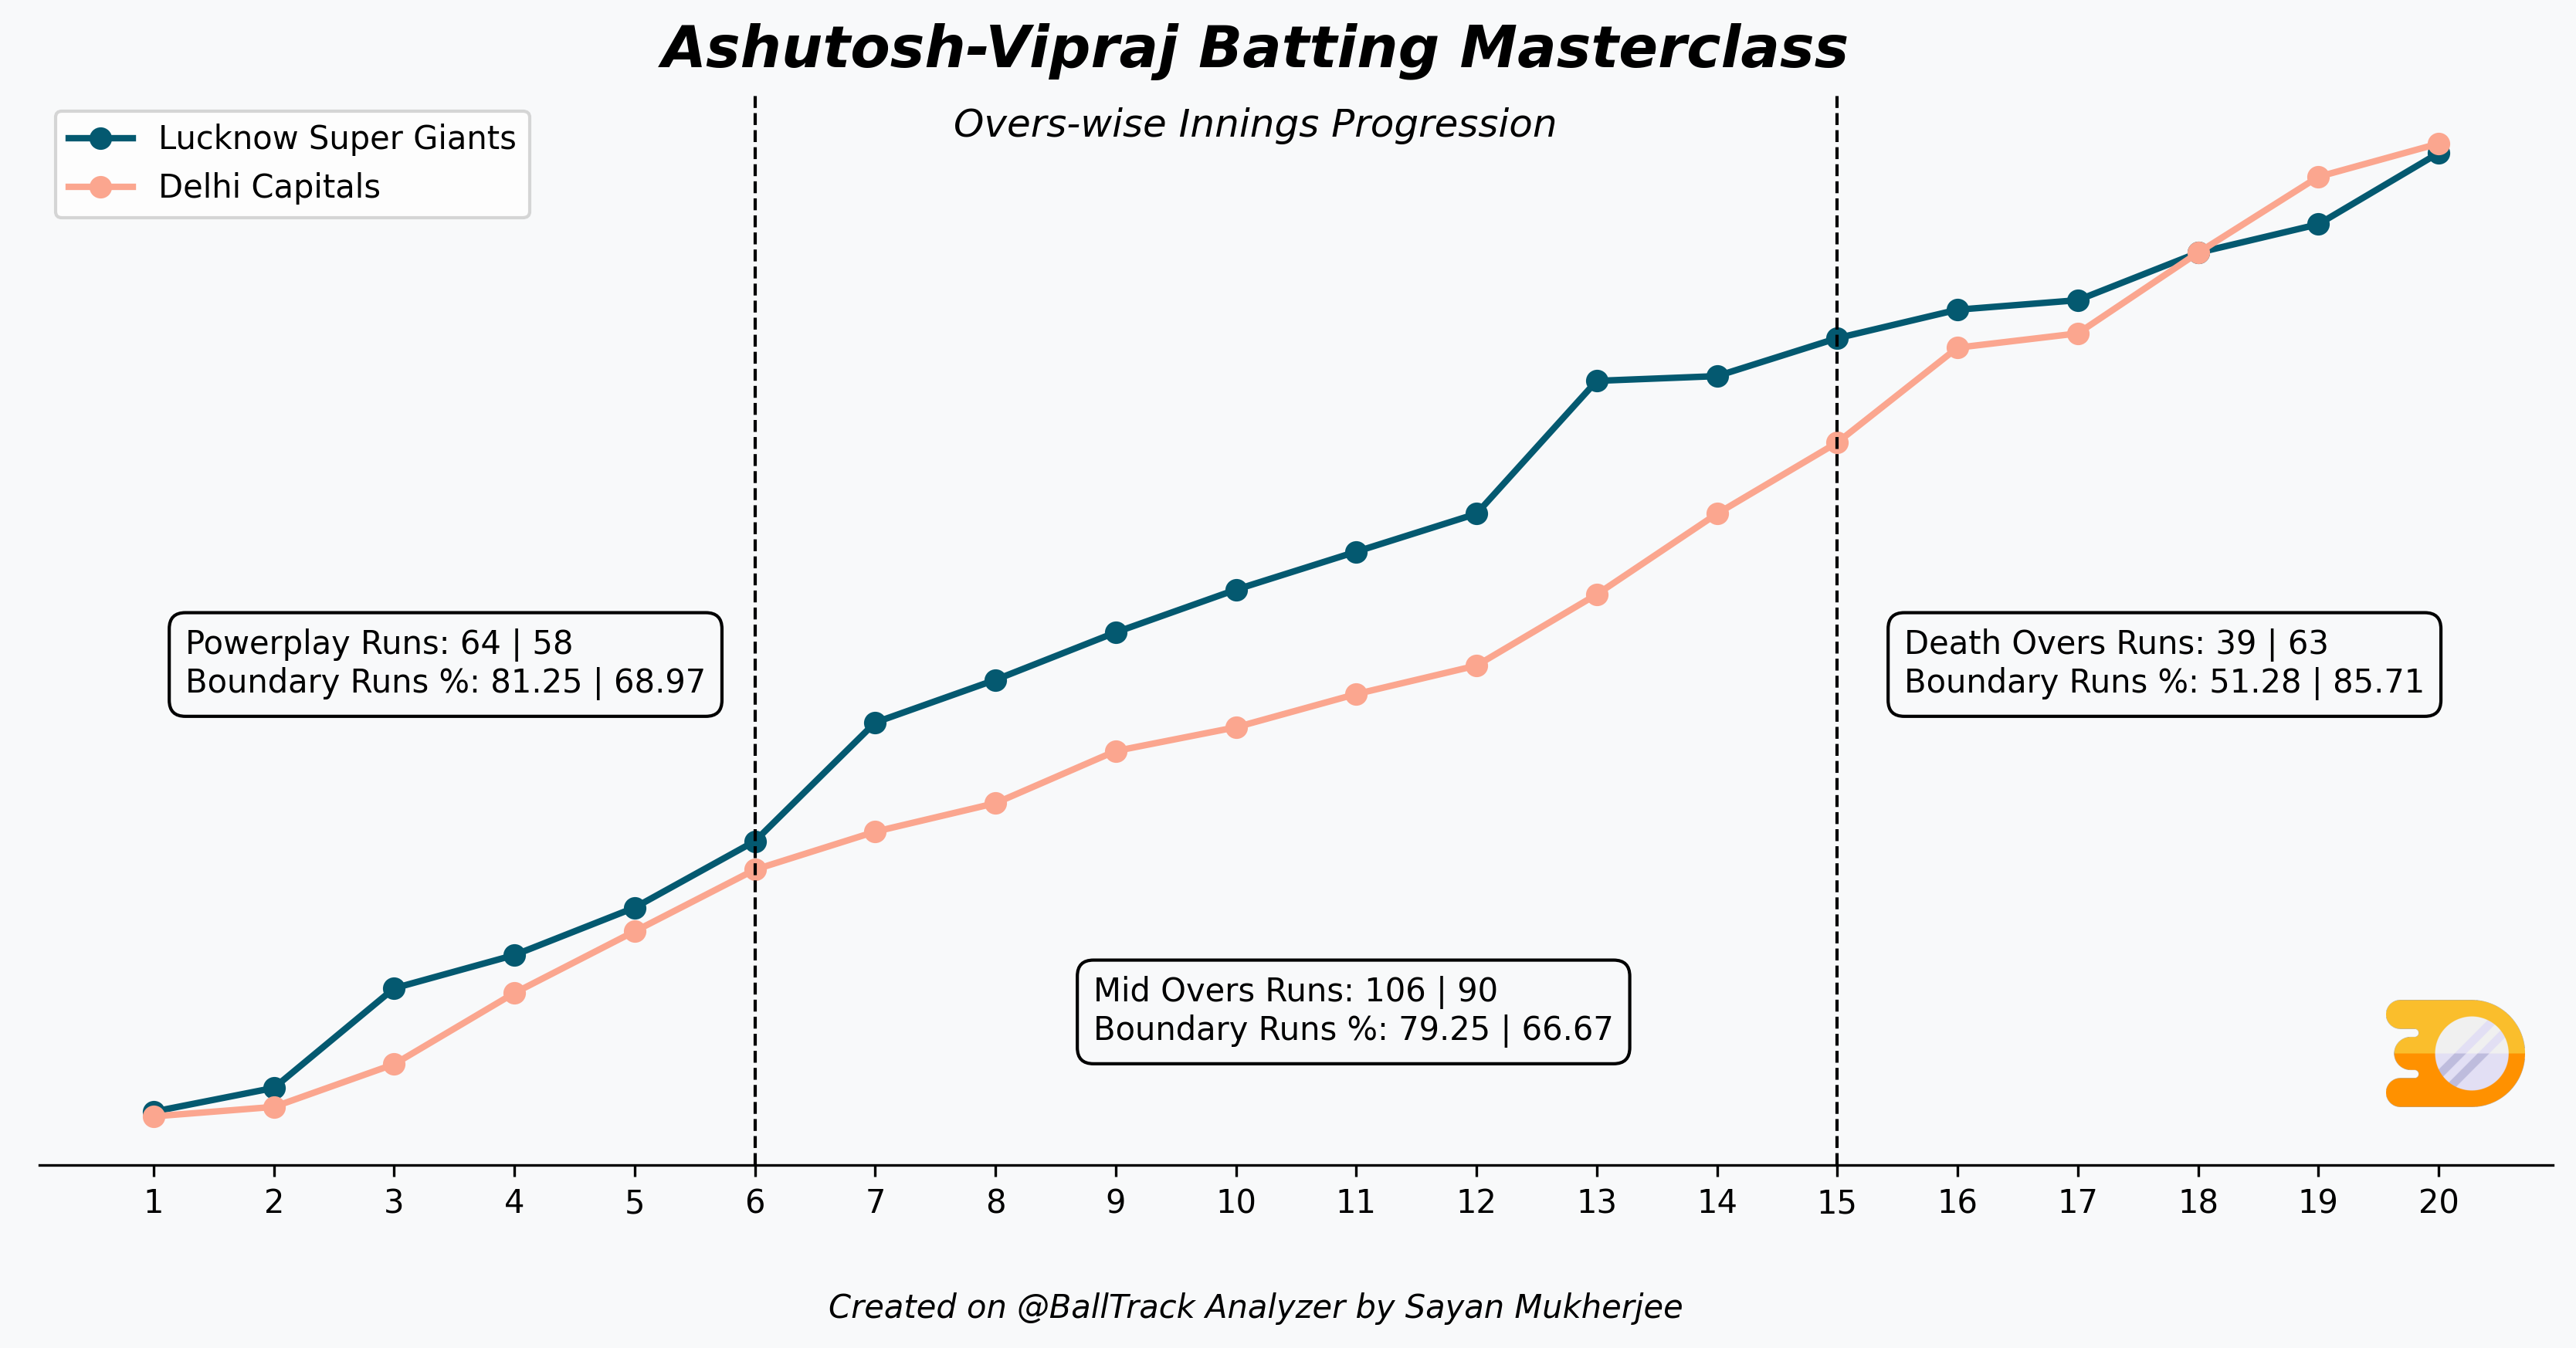 Ashutosh-Vipraj Batting Masterclass
Overs-wise Innings Progression
Lucknow Super Giants
Delhi Capitals
Powerplay Runs: 64 | 58
Boundary Runs %: 81.25 | 68.97
Death Overs Runs: 39 | 63
Boundary Runs %: 51.28 | 85.71
Mid Overs Runs: 106 | 90
Boundary Runs %: 79.25 | 66.67
1 2 3 4 5 6 7 8 9 10 11 12 13 14 15 16 17 18 19 20
Created on @BallTrack Analyzer by Sayan Mukherjee